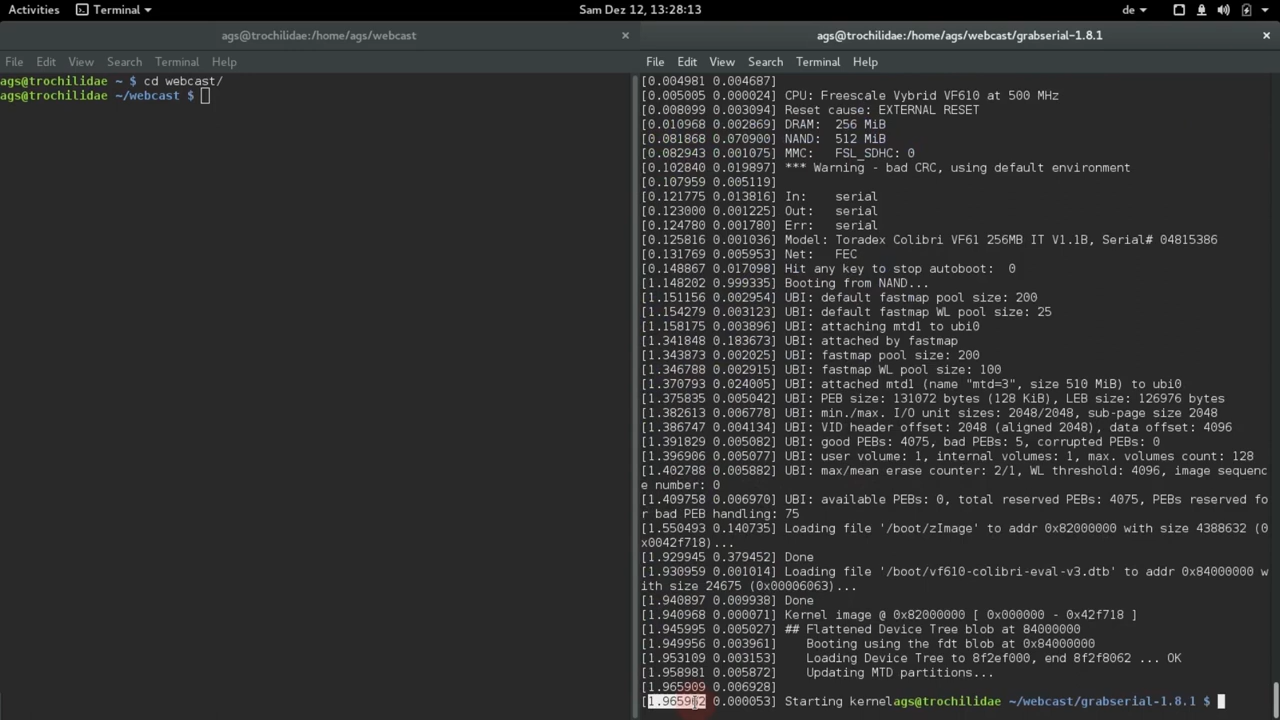 Activities Terminal Sam Dez 12, 13:28:13 de
ags@trochilidae:/home/ags/webcast
File Edit View Search Terminal Help
ags@trochilidae ~ $ cd webcast/
ags@trochilidae ~/webcast $
ags@trochilidae:/home/ags/webcast/grabserial-1.8.1
File Edit View Search Terminal Help
[0.004981 0.004687]
[0.005005 0.000024] CPU: Freescale Vybrid VF610 at 500 MHz
[0.008099 0.003094] Reset cause: EXTERNAL RESET
[0.010968 0.002869] DRAM:  256 MiB
[0.081868 0.070900] NAND:  512 MiB
[0.082943 0.001075] MMC:   FSL_SDHC: 0
[0.102840 0.019897] *** Warning - bad CRC, using default environment
[0.107959 0.005119]
[0.121775 0.013816] In:    serial
[0.123000 0.001225] Out:   serial
[0.124780 0.001780] Err:   serial
[0.125816 0.001036] Model: Toradex Colibri VF61 256MB IT V1.1B, Serial# 04815386
[0.131769 0.005953] Net:   FEC
[0.148867 0.017098] Hit any key to stop autoboot:  0
[1.148202 0.999335] Booting from NAND...
[1.151156 0.002954] UBI: default fastmap pool size: 200
[1.154279 0.003123] UBI: default fastmap WL pool size: 25
[1.158175 0.003896] UBI: attaching mtd1 to ubi0
[1.341848 0.183673] UBI: attached by fastmap
[1.343873 0.002025] UBI: fastmap pool size: 200
[1.346788 0.002915] UBI: fastmap WL pool size: 100
[1.370793 0.024005] UBI: attached mtd1 (name "mtd=3", size 510 MiB) to ubi0
[1.375835 0.005042] UBI: PEB size: 131072 bytes (128 KiB), LEB size: 126976 bytes
[1.382613 0.006778] UBI: min./max. I/O unit sizes: 2048/2048, sub-page size 2048
[1.386747 0.004134] UBI: VID header offset: 2048 (aligned 2048), data offset: 4096
[1.391829 0.005082] UBI: good PEBs: 4075, bad PEBs: 5, corrupted PEBs: 0
[1.396906 0.005077] UBI: user volume: 1, internal volumes: 1, max. volumes count: 128
[1.402788 0.005882] UBI: max/mean erase counter: 2/1, WL threshold: 4096, image sequenc
e number: 0
[1.409758 0.006970] UBI: available PEBs: 0, total reserved PEBs: 4075, PEBs reserved fo
r bad PEB handling: 75
[1.550493 0.140735] Loading file '/boot/zImage' to addr 0x82000000 with size 4388632 (0
x0042f718)...
[1.929945 0.379452] Done
[1.930959 0.001014] Loading file '/boot/vf610-colibri-eval-v3.dtb' to addr 0x84000000 w
ith size 24675 (0x00006063)...
[1.940897 0.009938] Done
[1.940968 0.000071] Kernel image @ 0x82000000 [ 0x000000 - 0x42f718 ]
[1.945995 0.005027] ## Flattened Device Tree blob at 84000000
[1.949956 0.003961]    Booting using the fdt blob at 0x84000000
[1.953109 0.003153]    Loading Device Tree to 8f2ef000, end 8f2f8062 ... OK
[1.958981 0.005872]    Updating MTD partitions...
[1.965909 0.006928]
[1.965962 0.000053] Starting kernelags@trochilidae ~/webcast/grabserial-1.8.1 $